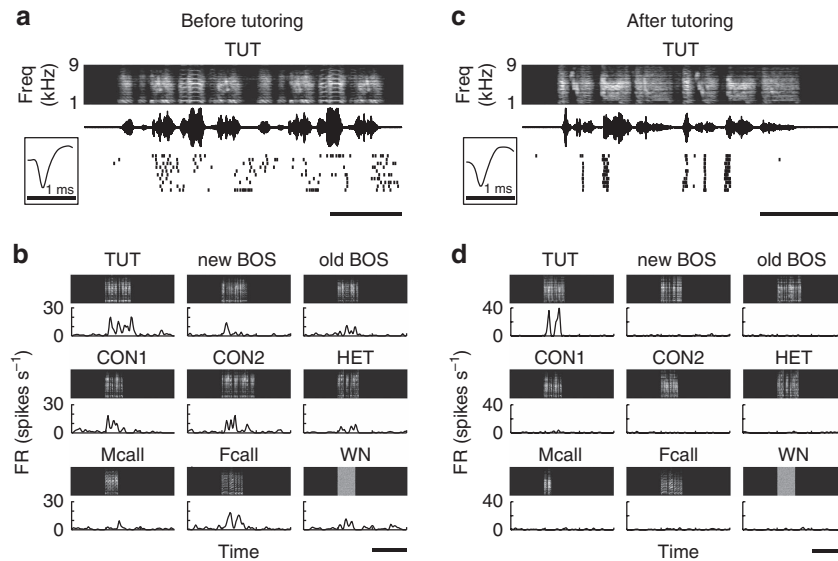 a
Before tutoring
TUT
Freq (kHz)
9
1
1 ms
b
TUT new BOS old BOS
30
0
CON1 CON2 HET
30
0
Mcall Fcall WN
30
0
FR (spikes s⁻¹)
Time
c
After tutoring
TUT
Freq (kHz)
9
1
1 ms
d
TUT new BOS old BOS
40
0
CON1 CON2 HET
40
0
Mcall Fcall WN
40
0
FR (spikes s⁻¹)
Time